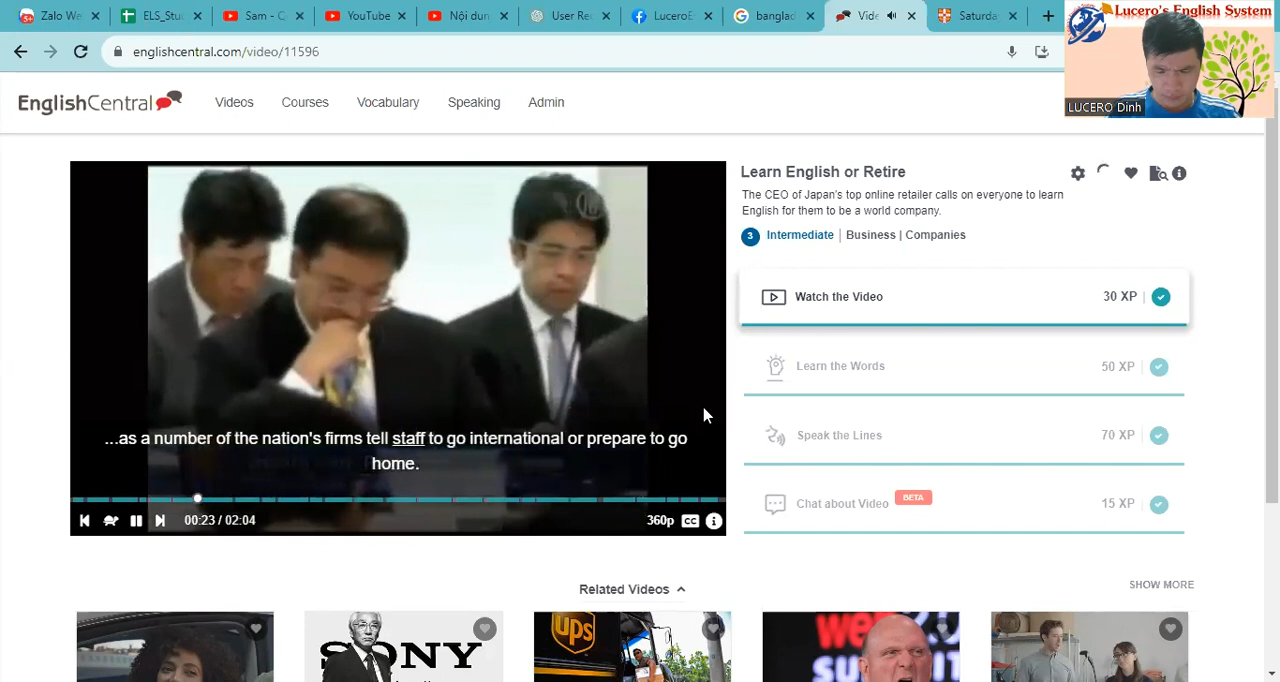 Zalo We
ELS_Stu
Sam - Q
YouTube
Nội dun
User Rec
LuceroE
banglad
Vide
Saturda
englishcentral.com/video/11596
Lucero's English System
LUCERO Dinh
EnglishCentral
Videos
Courses
Vocabulary
Speaking
Admin
Learn English or Retire
The CEO of Japan's top online retailer calls on everyone to learn
English for them to be a world company.
3 Intermediate | Business | Companies
Watch the Video
30 XP
Learn the Words
50 XP
Speak the Lines
70 XP
Chat about Video
BETA
15 XP
...as a number of the nation's firms tell staff to go international or prepare to go
home.
00:23 / 02:04
360p
CC
Related Videos
SHOW MORE
SONY
ups